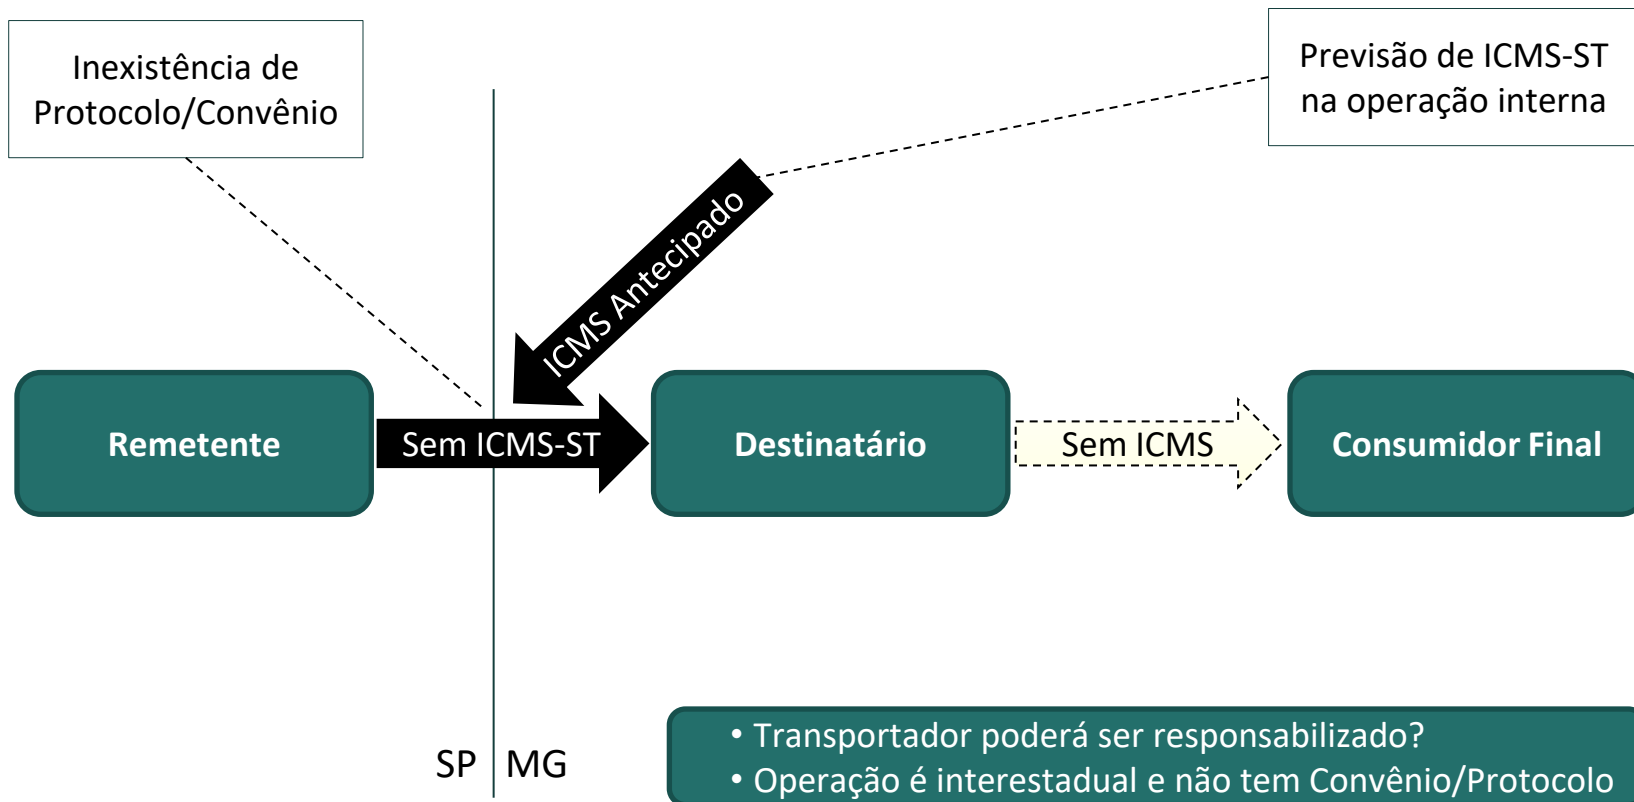 Inexistência de
Protocolo/Convênio
Previsão de ICMS-ST
na operação interna
ICMS Antecipado
Remetente
Sem ICMS-ST
Destinatário
Sem ICMS
Consumidor Final
SP
MG
• Transportador poderá ser responsabilizado?
• Operação é interestadual e não tem Convênio/Protocolo